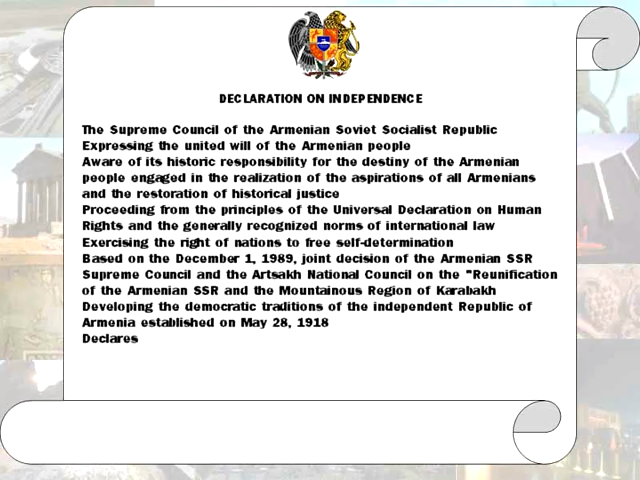 DECLARATION ON INDEPENDENCE
The Supreme Council of the Armenian Soviet Socialist Republic
Expressing the united will of the Armenian people
Aware of its historic responsibility for the destiny of the Armenian
people engaged in the realization of the aspirations of all Armenians
and the restoration of historical justice
Proceeding from the principles of the Universal Declaration on Human
Rights and the generally recognized norms of international law
Exercising the right of nations to free self-determination
Based on the December 1, 1989, joint decision of the Armenian SSR
Supreme Council and the Artsakh National Council on the "Reunification
of the Armenian SSR and the Mountainous Region of Karabakh
Developing the democratic traditions of the independent Republic of
Armenia established on May 28, 1918
Declares